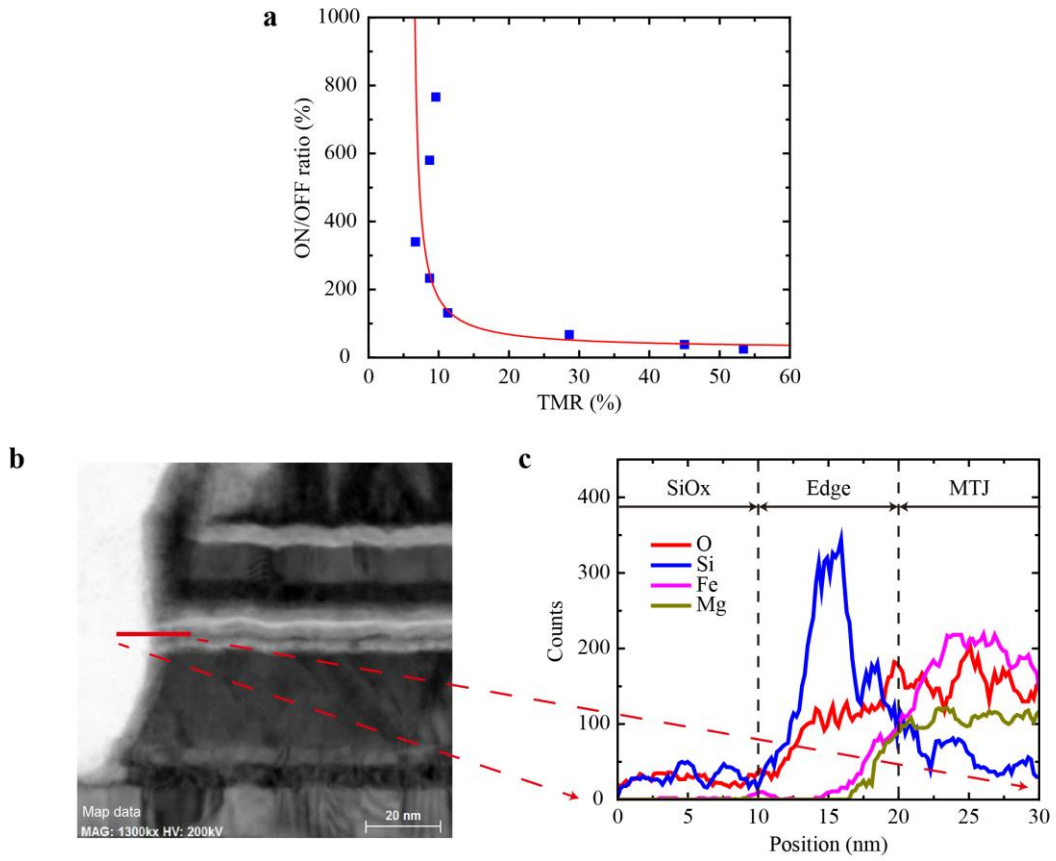 a
1000
800
600
400
200
0
ON/OFF ratio (%)
0 10 20 30 40 50 60
TMR (%)
b
Map data
MAG: 1300kx HV: 200kV
20 nm
c
400
300
200
100
0
Counts
SiOx Edge MTJ
O
Si
Fe
Mg
0 5 10 15 20 25 30
Position (nm)